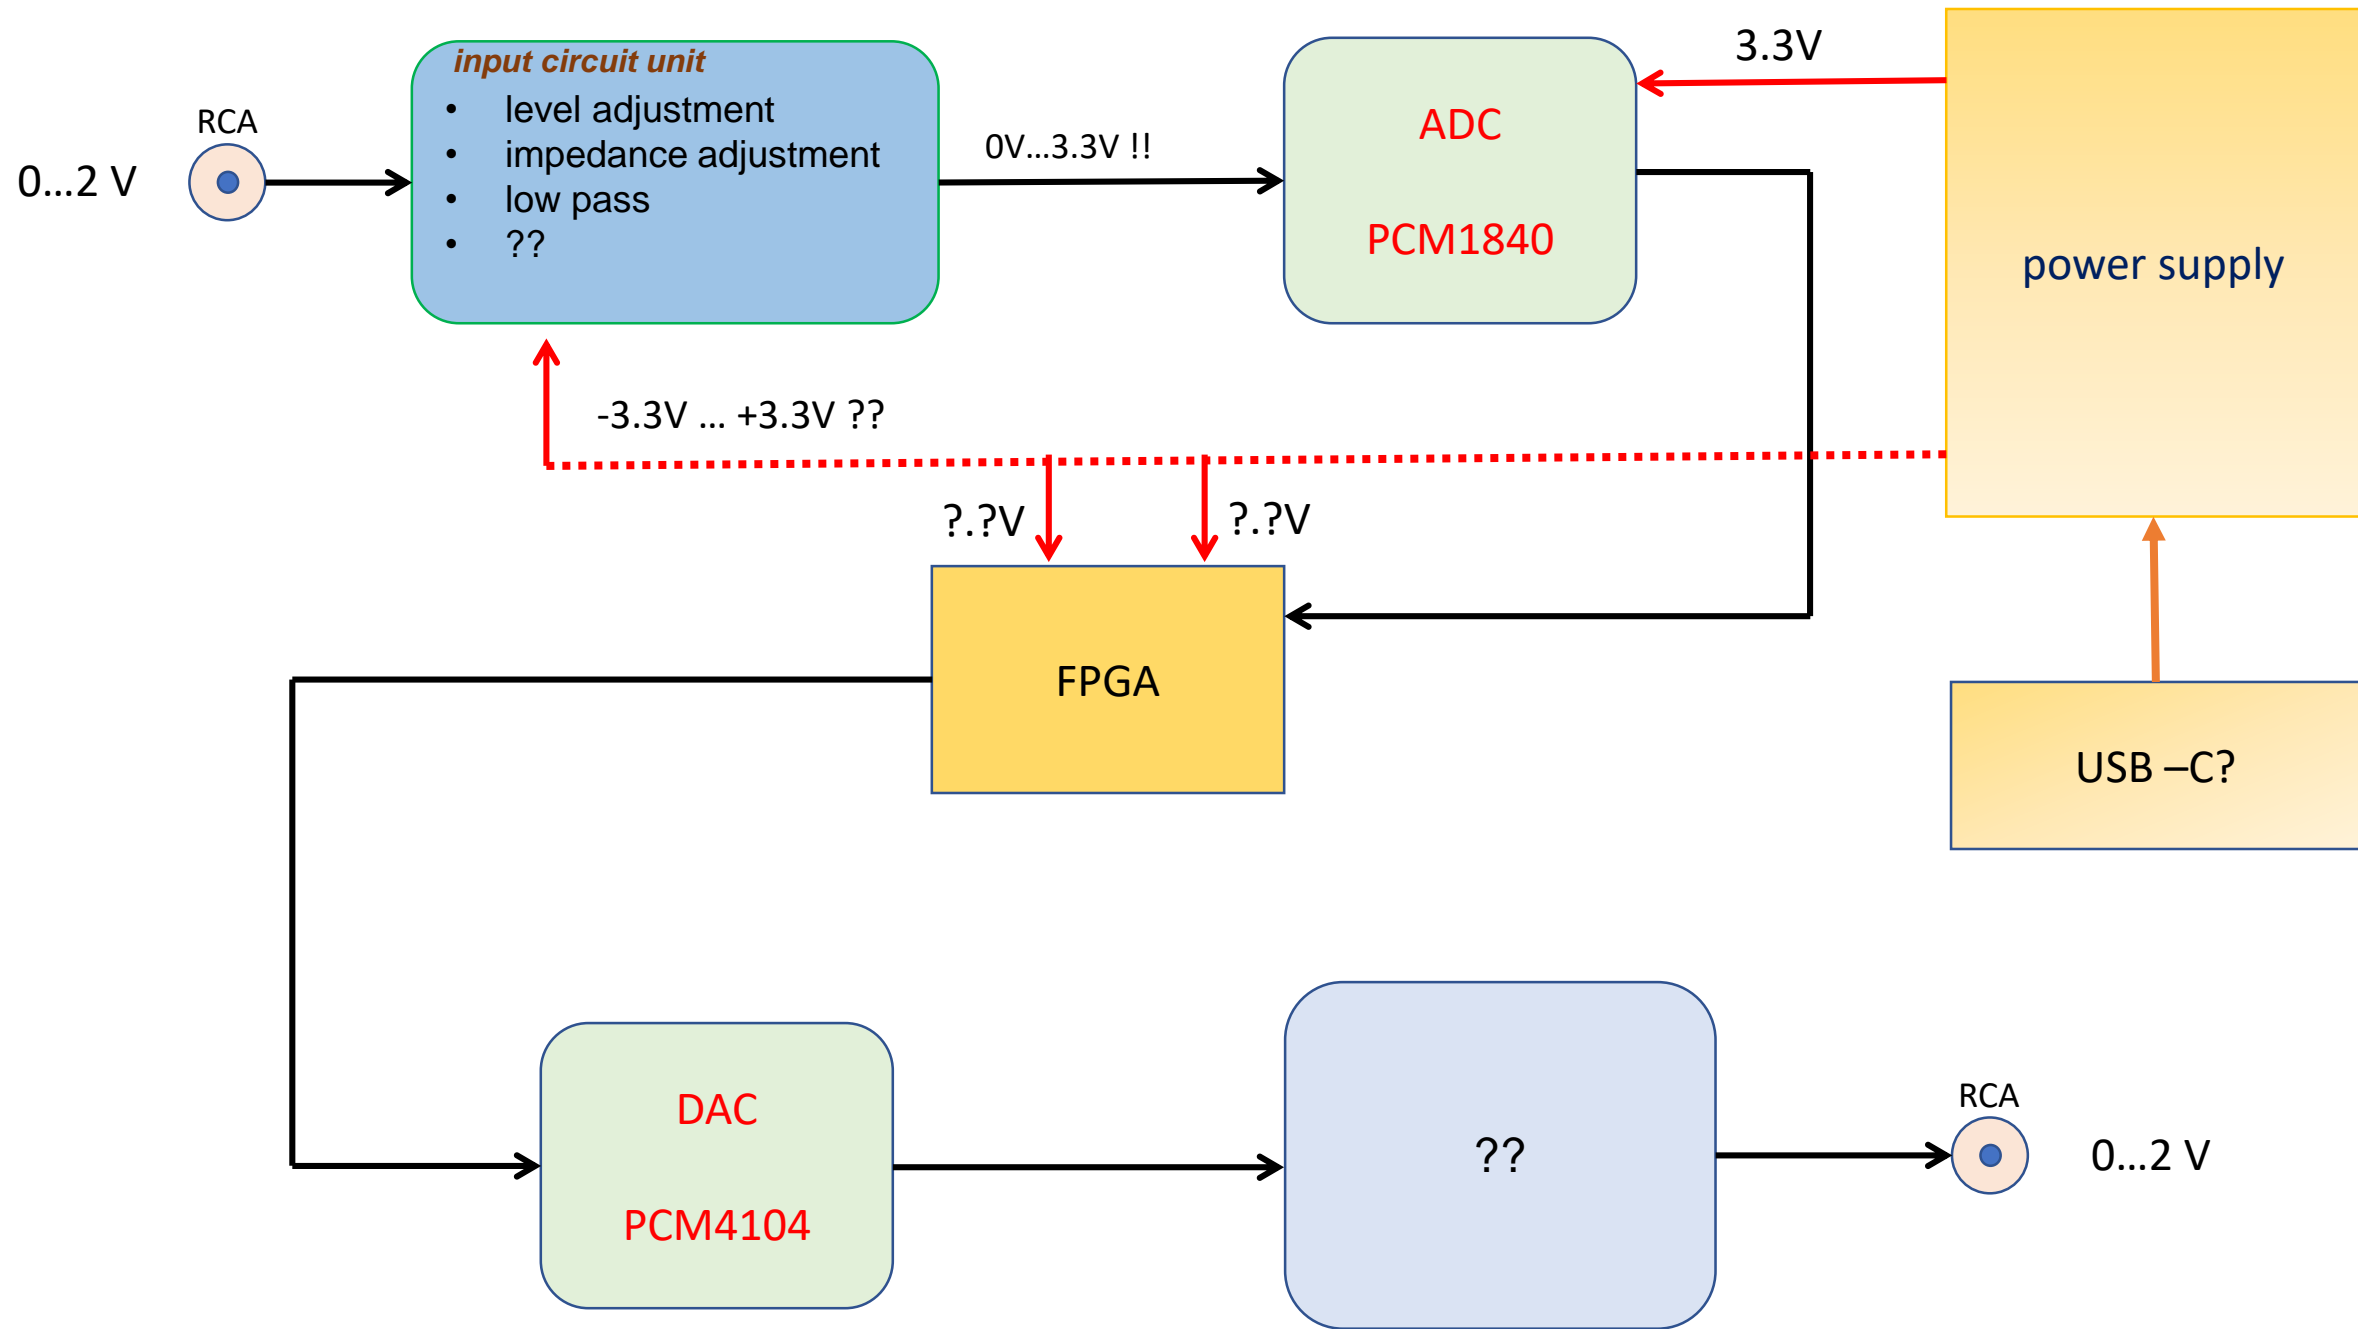 input circuit unit
• level adjustment
• impedance adjustment
• low pass
• ??
RCA
0...2 V
0V...3.3V !!
ADC
PCM1840
3.3V
power supply
-3.3V ... +3.3V ??
?.?V
?.?V
FPGA
USB –C?
DAC
PCM4104
??
RCA
0...2 V